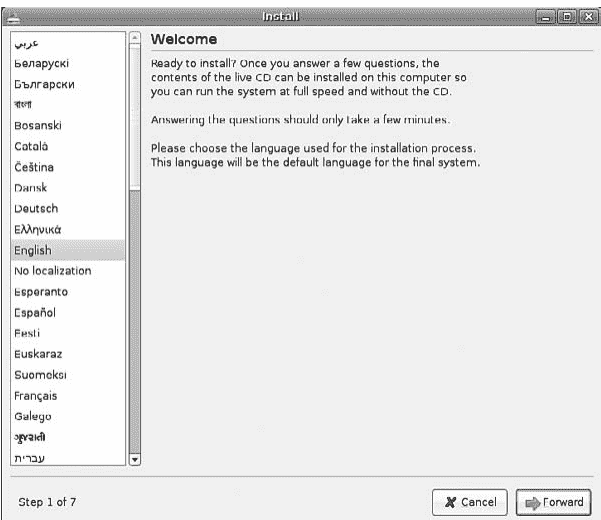 Install
عربي
Беларускі
Български
বাংলা
Bosanski
Català
Čeština
Dansk
Deutsch
Ελληνικά
English
No localization
Esperanto
Español
Eesti
Euskaraz
Suomeksi
Français
Galego
ગુજરાતી
עברית
Welcome
Ready to install? Once you answer a few questions, the
contents of the live CD can be installed on this computer so
you can run the system at full speed and without the CD.
Answering the questions should only take a few minutes.
Please choose the language used for the installation process.
This language will be the default language for the final system.
Step 1 of 7
Cancel
Forward